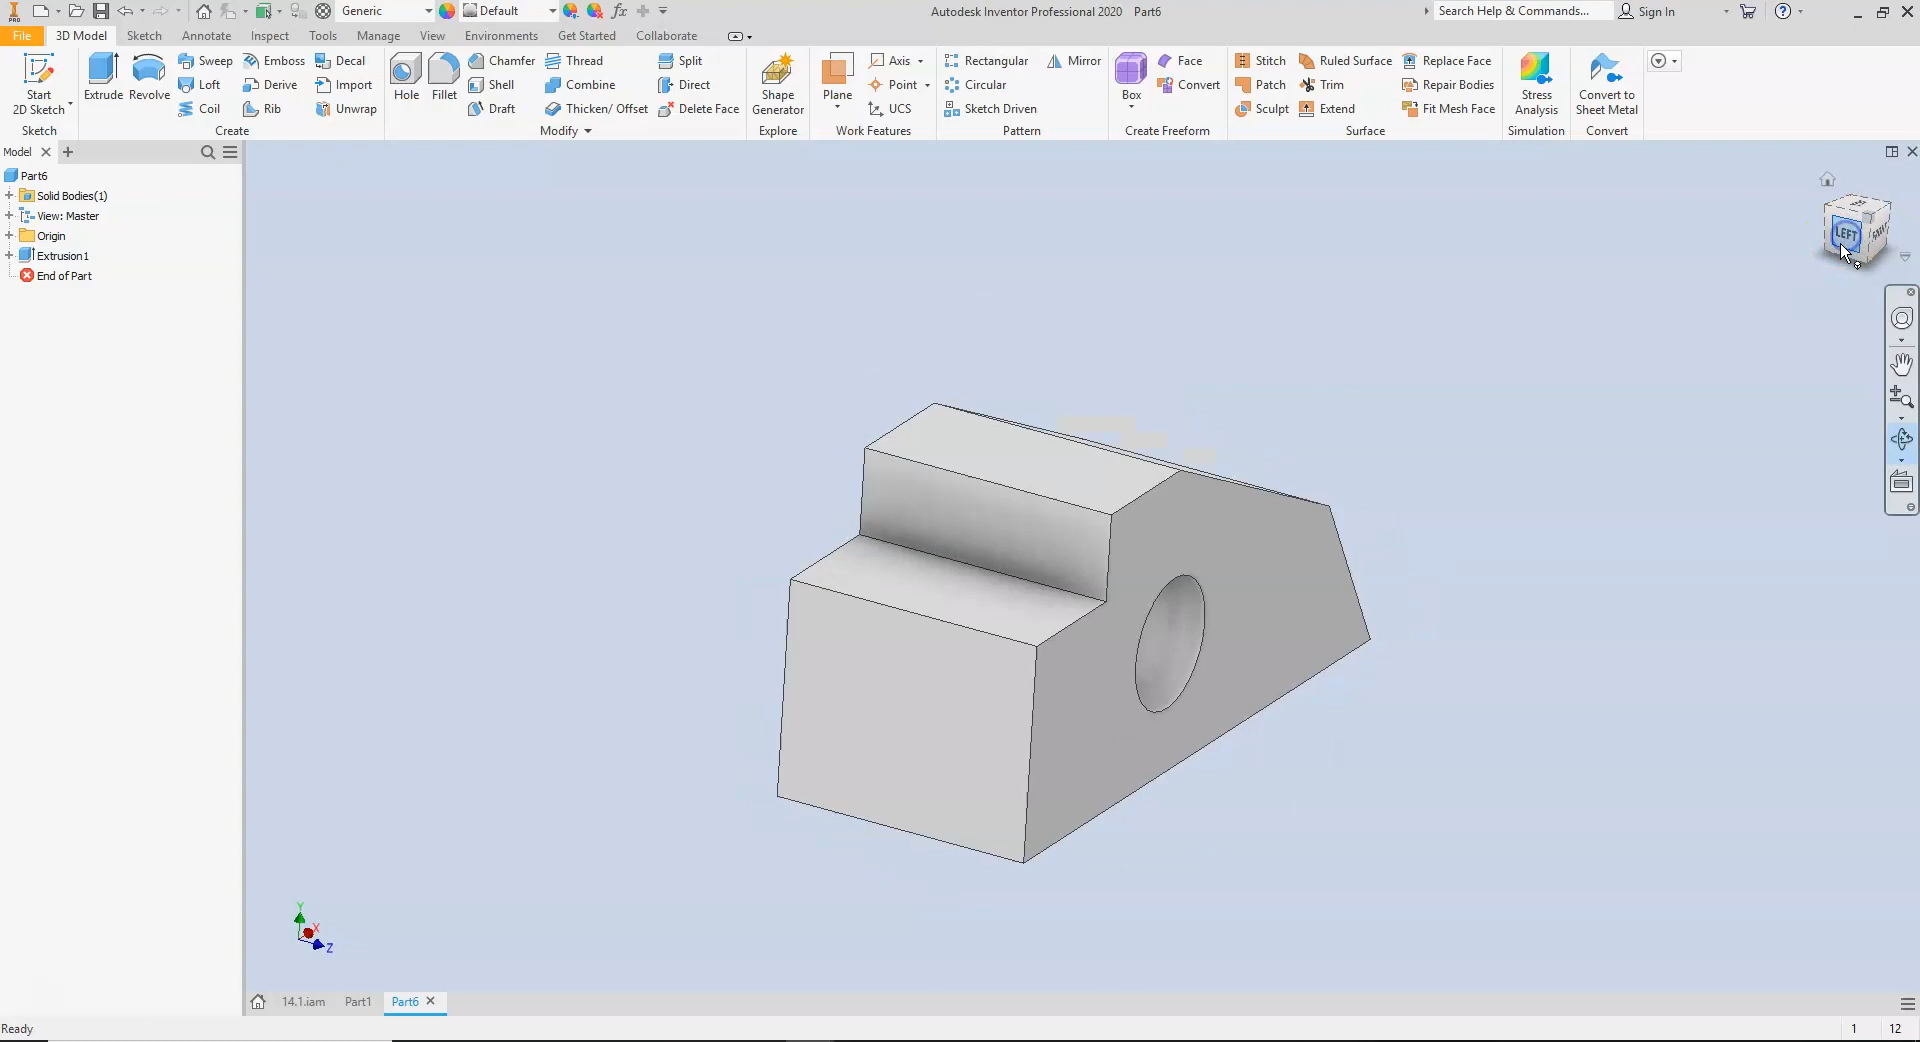 PRO Generic Default fx Autodesk Inventor Professional 2020 Part6 Search Help & Commands... Sign In
File 3D Model Sketch Annotate Inspect Tools Manage View Environments Get Started Collaborate
Start 2D Sketch
Sketch
Extrude Revolve
Sweep Emboss Decal
Loft Derive Import
Coil Rib Unwrap
Create
Hole Fillet
Chamfer Thread Split
Shell Combine Direct
Draft Thicken/ Offset Delete Face
Modify
Shape Generator
Explore
Plane
Axis
Point
UCS
Work Features
Rectangular Mirror
Circular
Sketch Driven
Pattern
Box
Face
Convert
Create Freeform
Stitch Ruled Surface Replace Face
Patch Trim Repair Bodies
Sculpt Extend Fit Mesh Face
Surface
Stress Analysis
Simulation
Convert to Sheet Metal
Convert
Model
Part6
Solid Bodies(1)
View: Master
Origin
Extrusion1
End of Part
LEFT
Y
X
Z
14.1.iam Part1 Part6
Ready 1 12